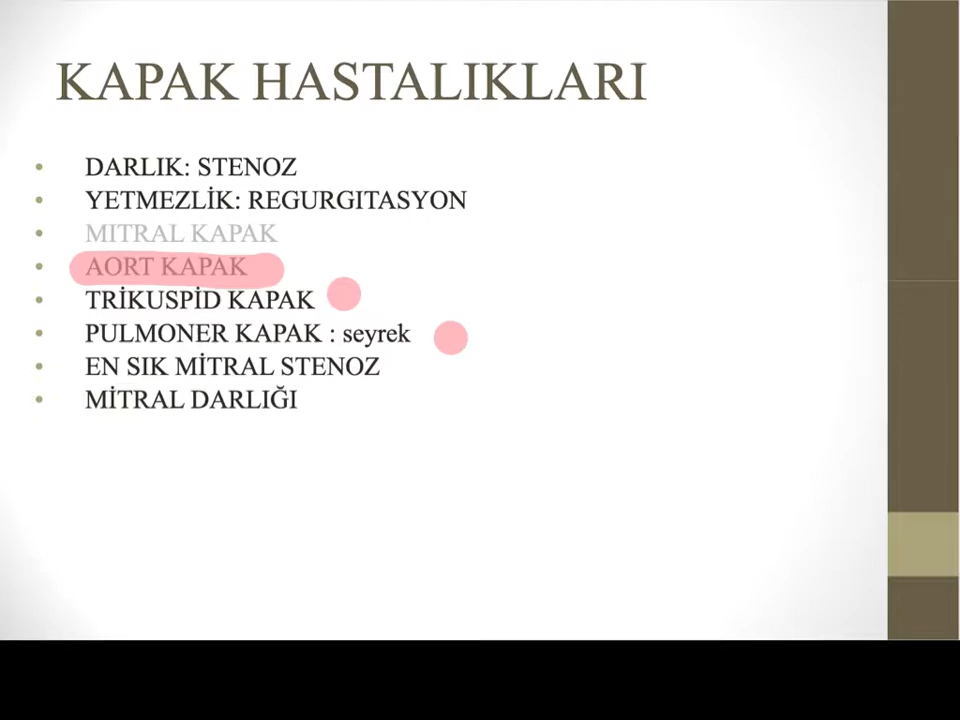 KAPAK HASTALIKLARI
• DARLIK: STENOZ
• YETMEZLİK: REGURGITASYON
• MITRAL KAPAK
• AORT KAPAK
• TRİKUSPİD KAPAK
• PULMONER KAPAK : seyrek
• EN SIK MİTRAL STENOZ
• MİTRAL DARLIĞI